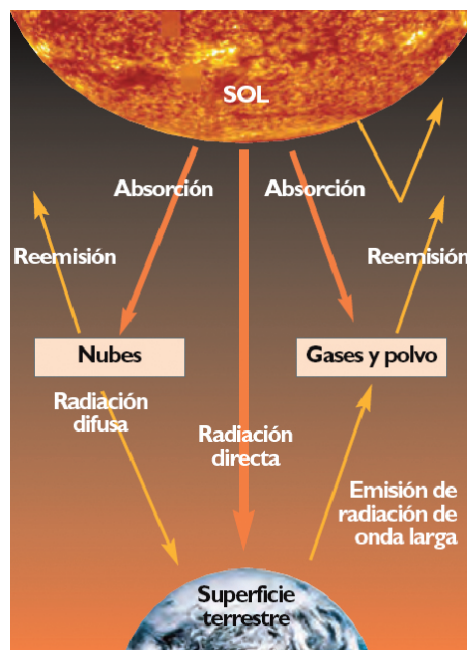 SOL
Absorción
Absorción
Reemisión
Reemisión
Nubes
Gases y polvo
Radiación
difusa
Radiación
directa
Emisión de
radiación de
onda larga
Superficie
terrestre